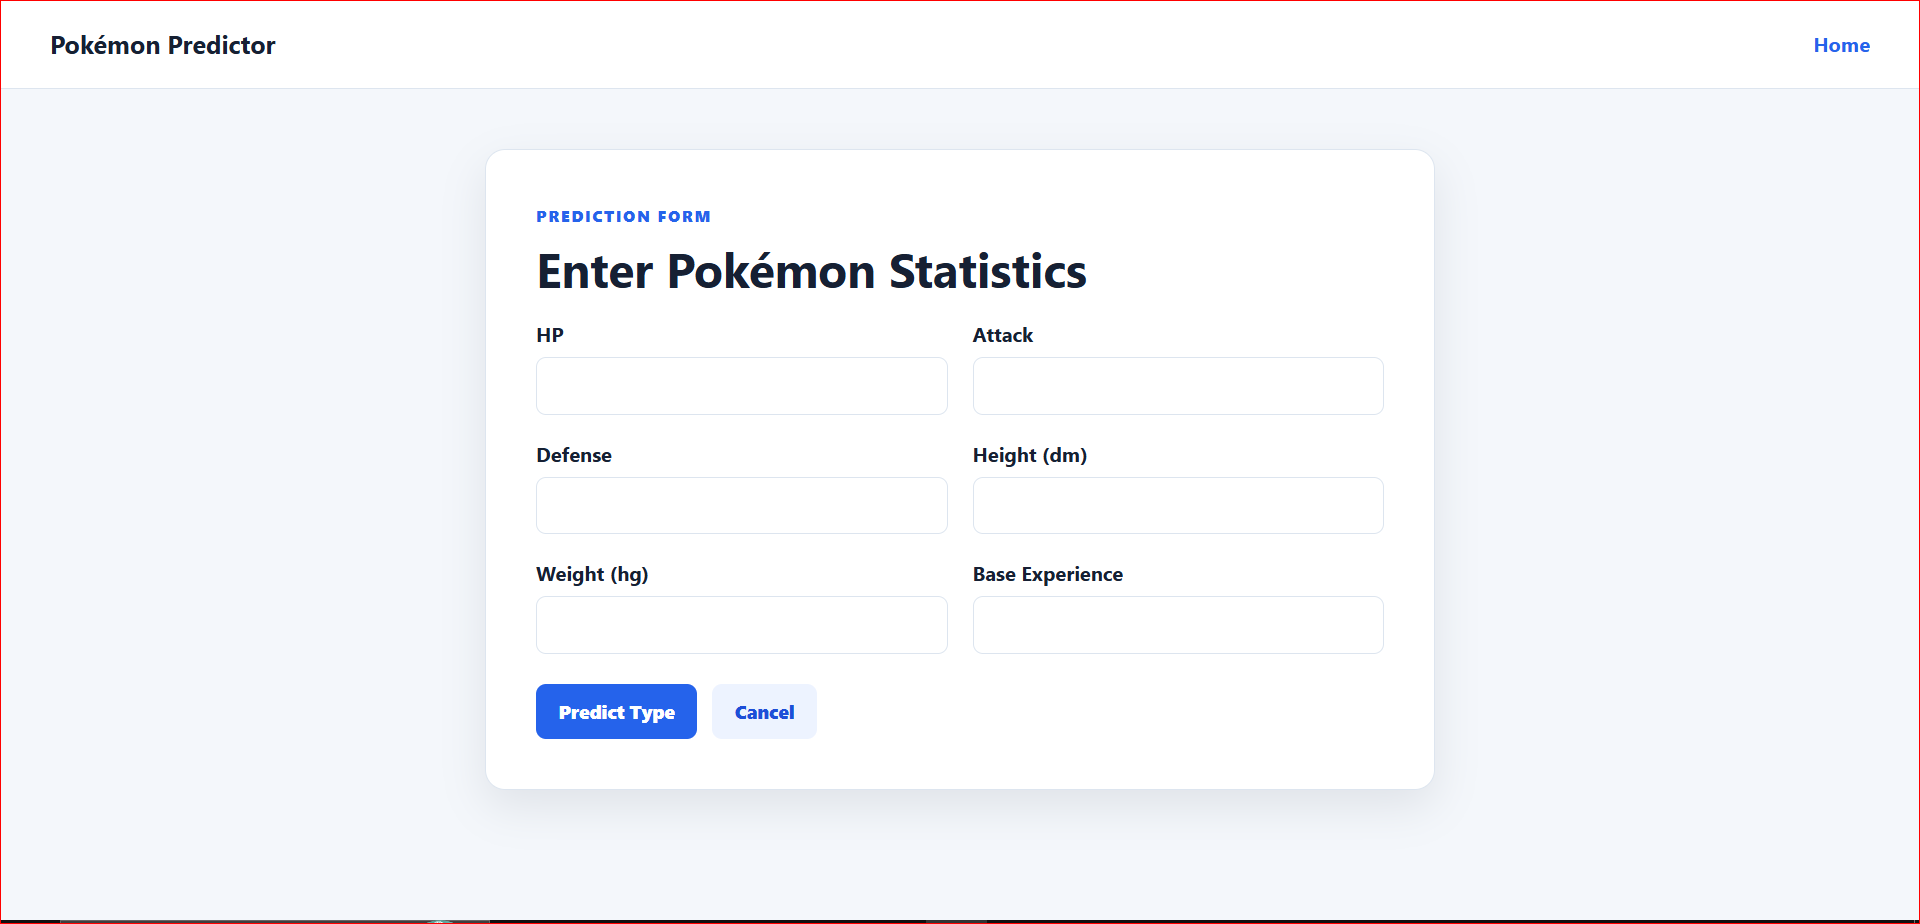 Pokémon Predictor
Home
PREDICTION FORM
Enter Pokémon Statistics
HP
Attack
Defense
Height (dm)
Weight (hg)
Base Experience
Predict Type
Cancel